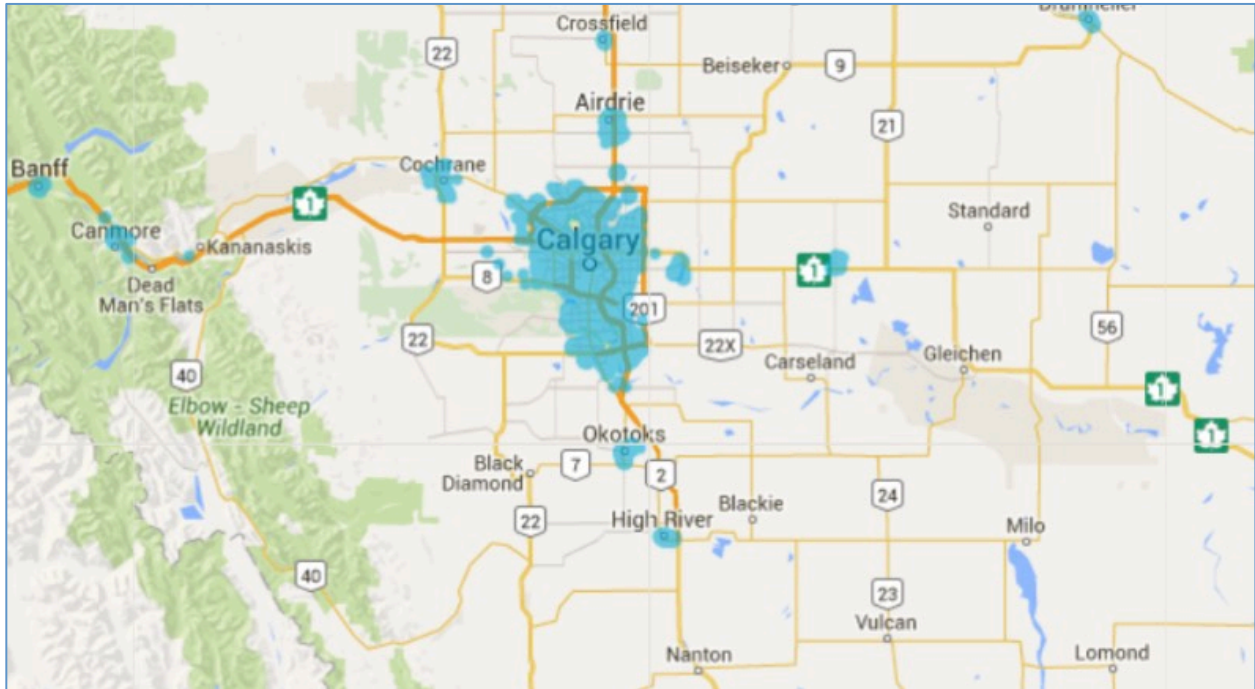 Crossfield
Drumheller
22
Beiseker
9
Airdrie
21
Cochrane
Banff
1
Standard
Canmore
Kananaskis
Calgary
Dead
Man's Flats
8
1
201
22
22X
56
Carseland
Gleichen
40
1
Elbow - Sheep
Wildland
Okotoks
1
Black
Diamond
7
2
24
Blackie
22
High River
Milo
40
23
Vulcan
Nanton
Lomond